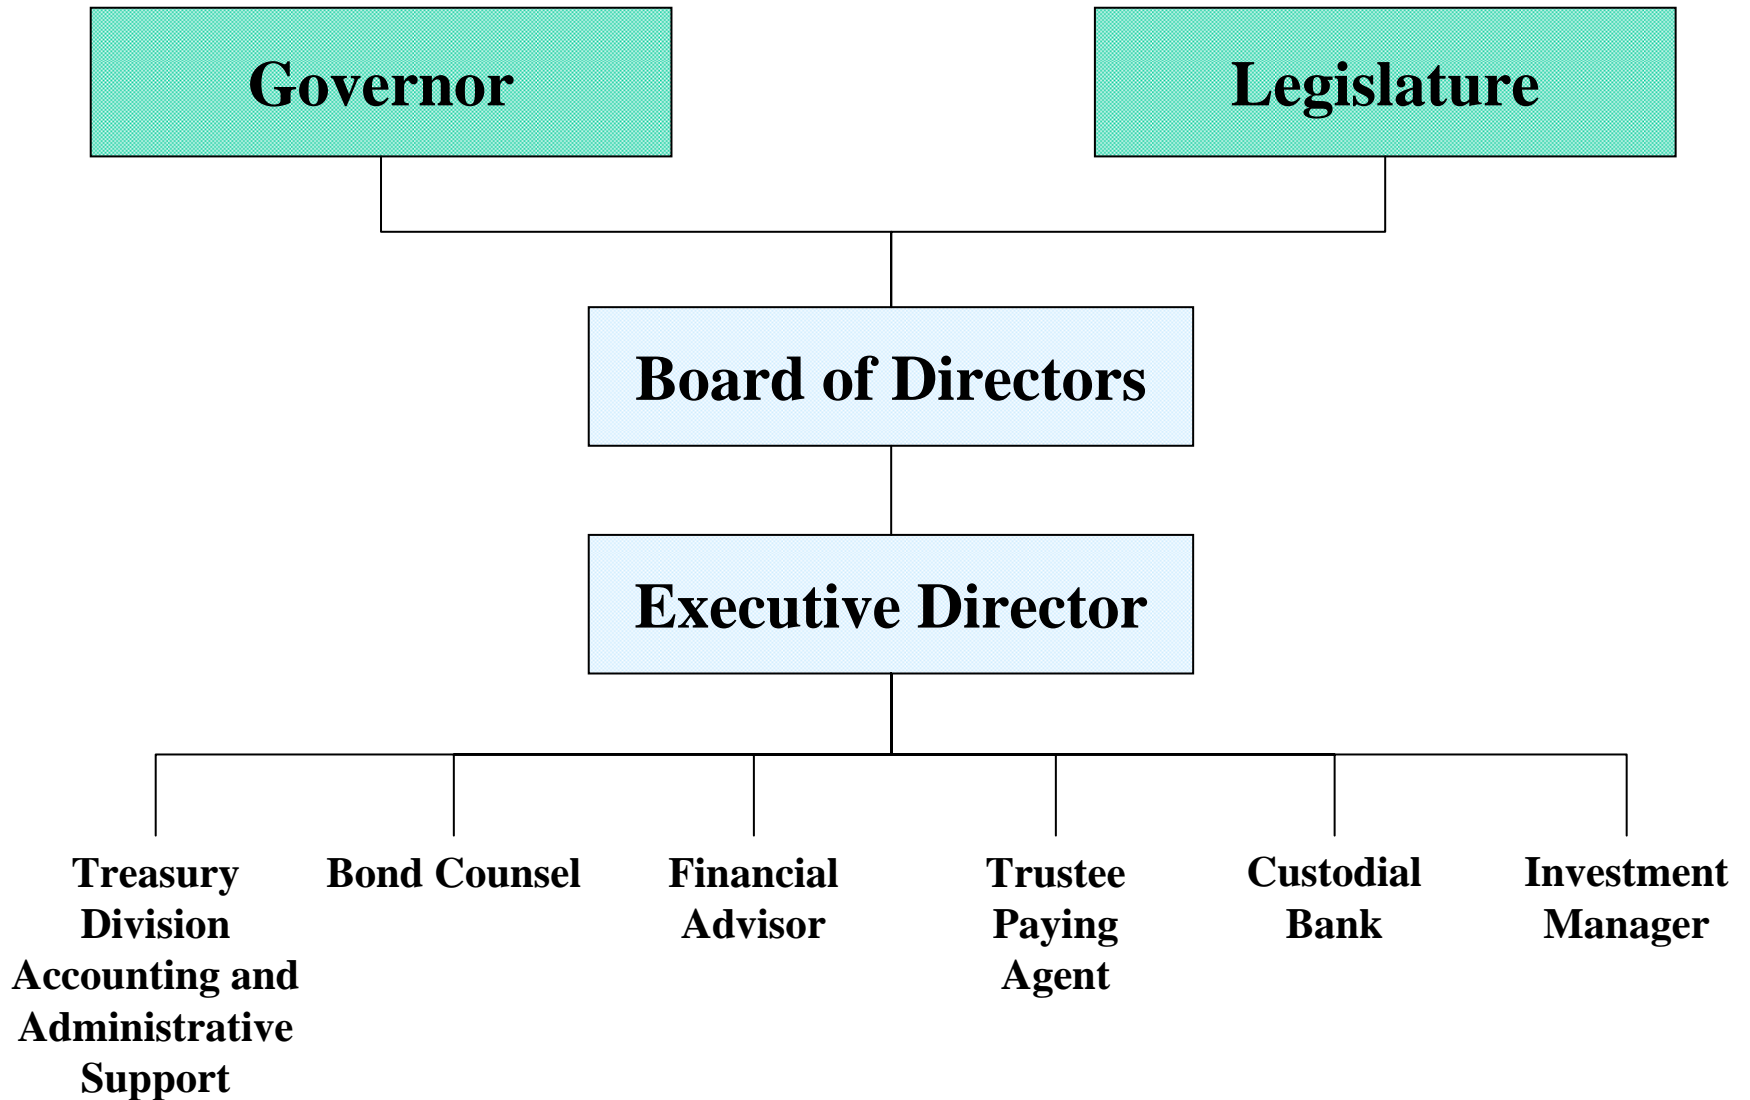 Governor
Legislature
Board of Directors
Executive Director
Treasury
Division
Accounting and
Administrative
Support
Bond Counsel
Financial
Advisor
Trustee
Paying
Agent
Custodial
Bank
Investment
Manager